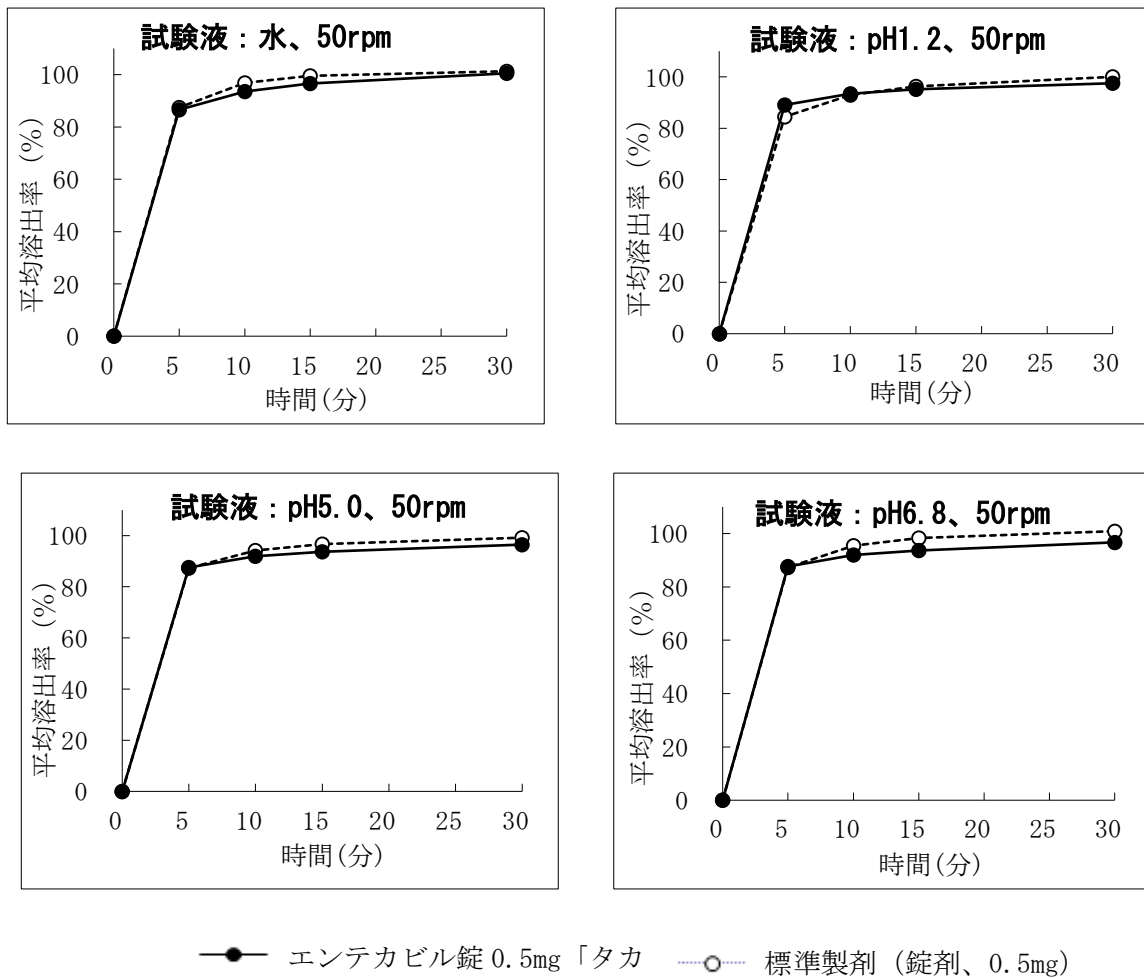 試験液：水、50rpm
平均溶出率 (%)
100
80
60
40
20
0
0 5 10 15 20 25 30
時間(分)
試験液：pH1.2、50rpm
平均溶出率 (%)
100
80
60
40
20
0
0 5 10 15 20 25 30
時間(分)
試験液：pH5.0、50rpm
平均溶出率 (%)
100
80
60
40
20
0
0 5 10 15 20 25 30
時間(分)
試験液：pH6.8、50rpm
平均溶出率 (%)
100
80
60
40
20
0
0 5 10 15 20 25 30
時間(分)
エンテカビル錠 0.5mg「タカ
標準製剤 (錠剤、0.5mg)